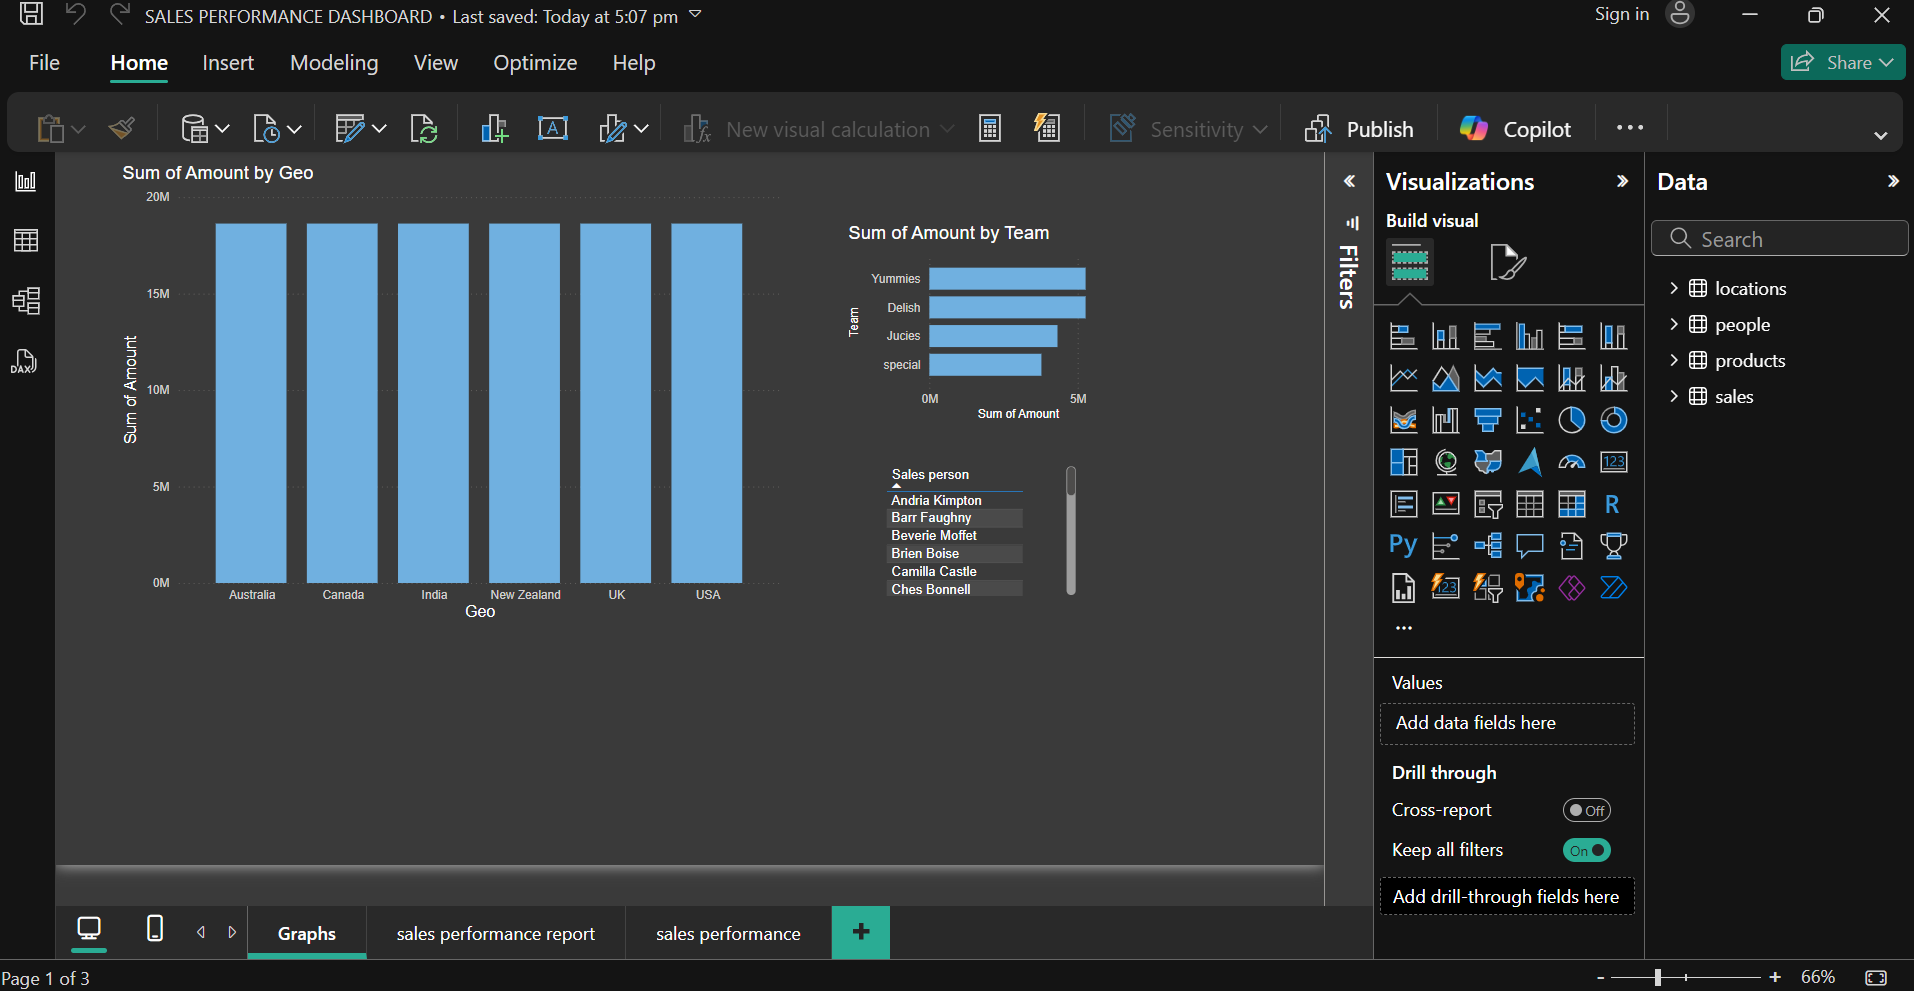 SALES PERFORMANCE DASHBOARD • Last saved: Today at 5:07 pm
Sign in
File Home Insert Modeling View Optimize Help
Share
New visual calculation
Sensitivity
Publish
Copilot
DAX
Sum of Amount by Geo
20M
15M
10M
5M
0M
Sum of Amount
Australia Canada India New Zealand UK USA
Geo
Sum of Amount by Team
Team
Yummies
Delish
Jucies
special
0M 5M
Sum of Amount
Sales person
Andria Kimpton
Barr Faughny
Beverie Moffet
Brien Boise
Camilla Castle
Ches Bonnell
Filters
Visualizations
Build visual
123
R
Py
123
Values
Add data fields here
Drill through
Cross-report
Off
Keep all filters
On
Add drill-through fields here
Data
Search
locations
people
products
sales
Graphs
sales performance report
sales performance
Page 1 of 3
66%